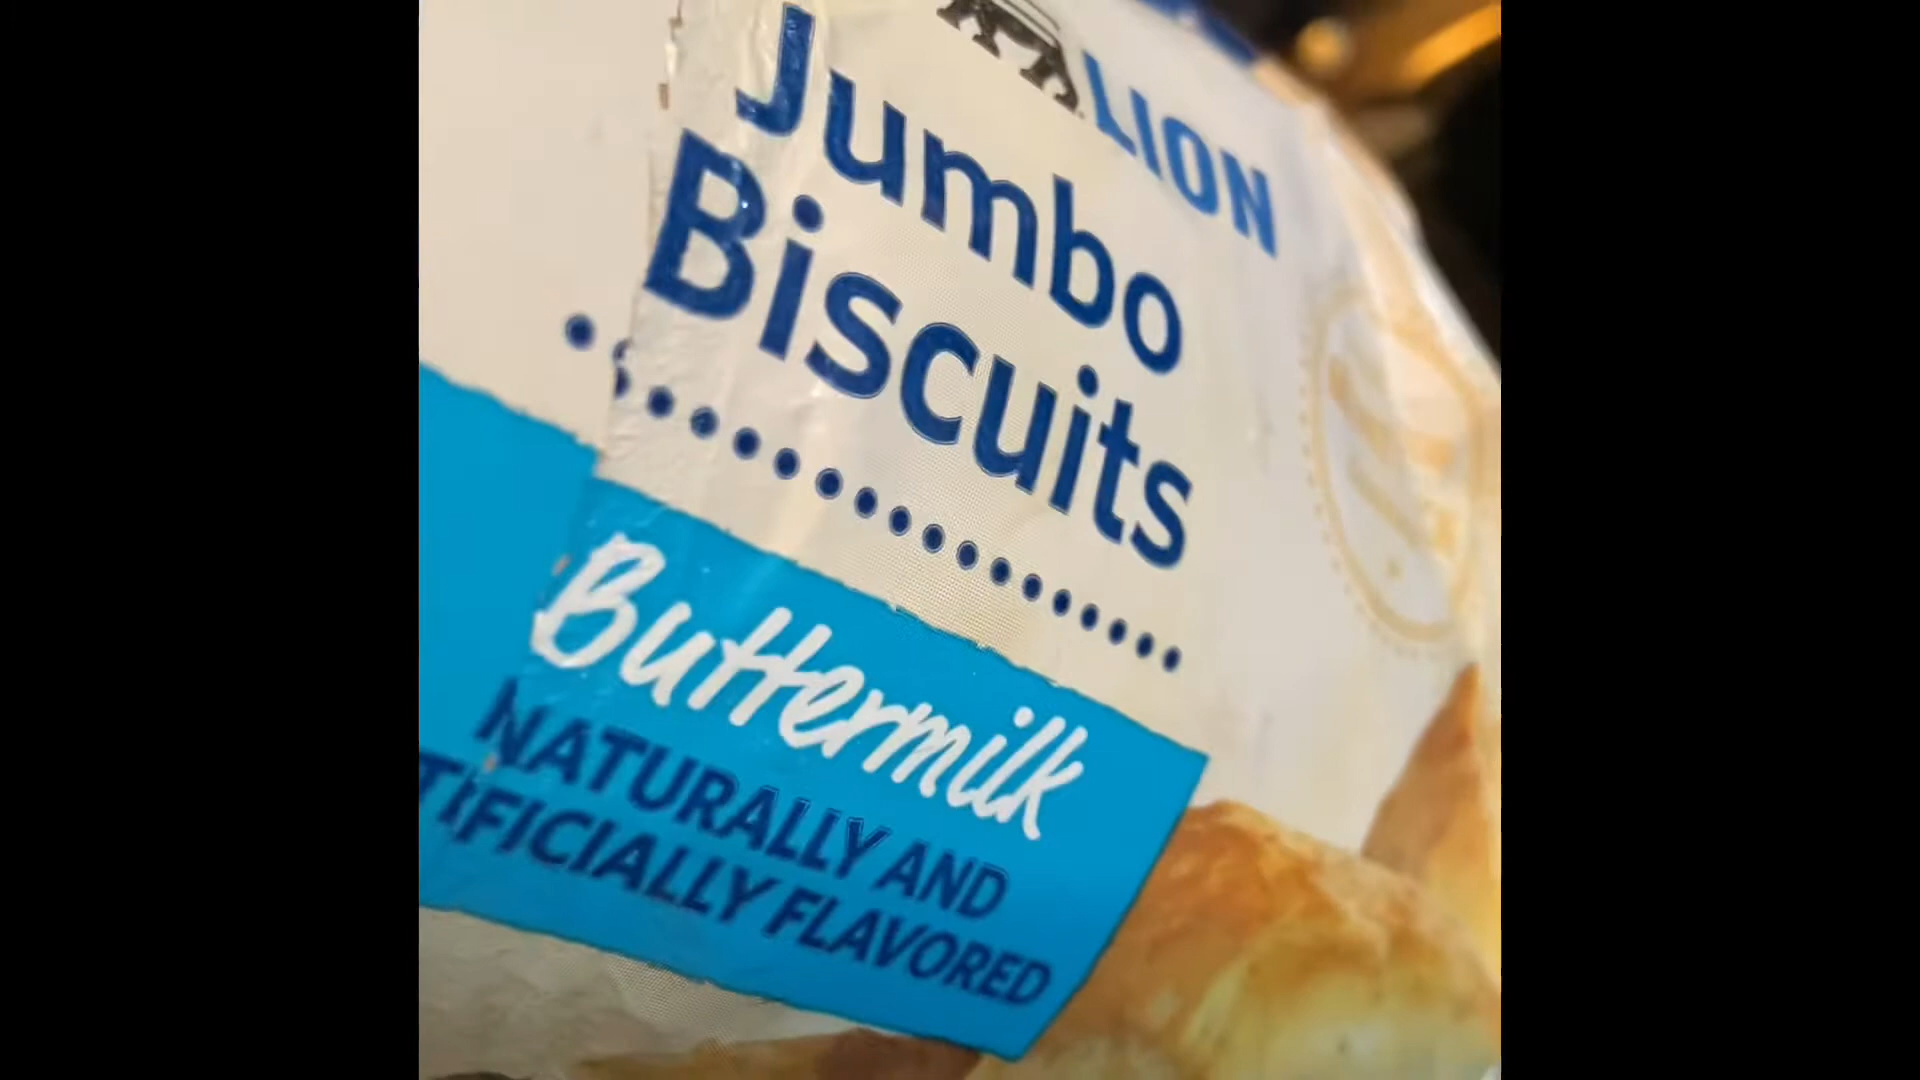 LION
Jumbo
Biscuits
Buttermilk
NATURALLY AND
TIFICIALLY FLAVORED